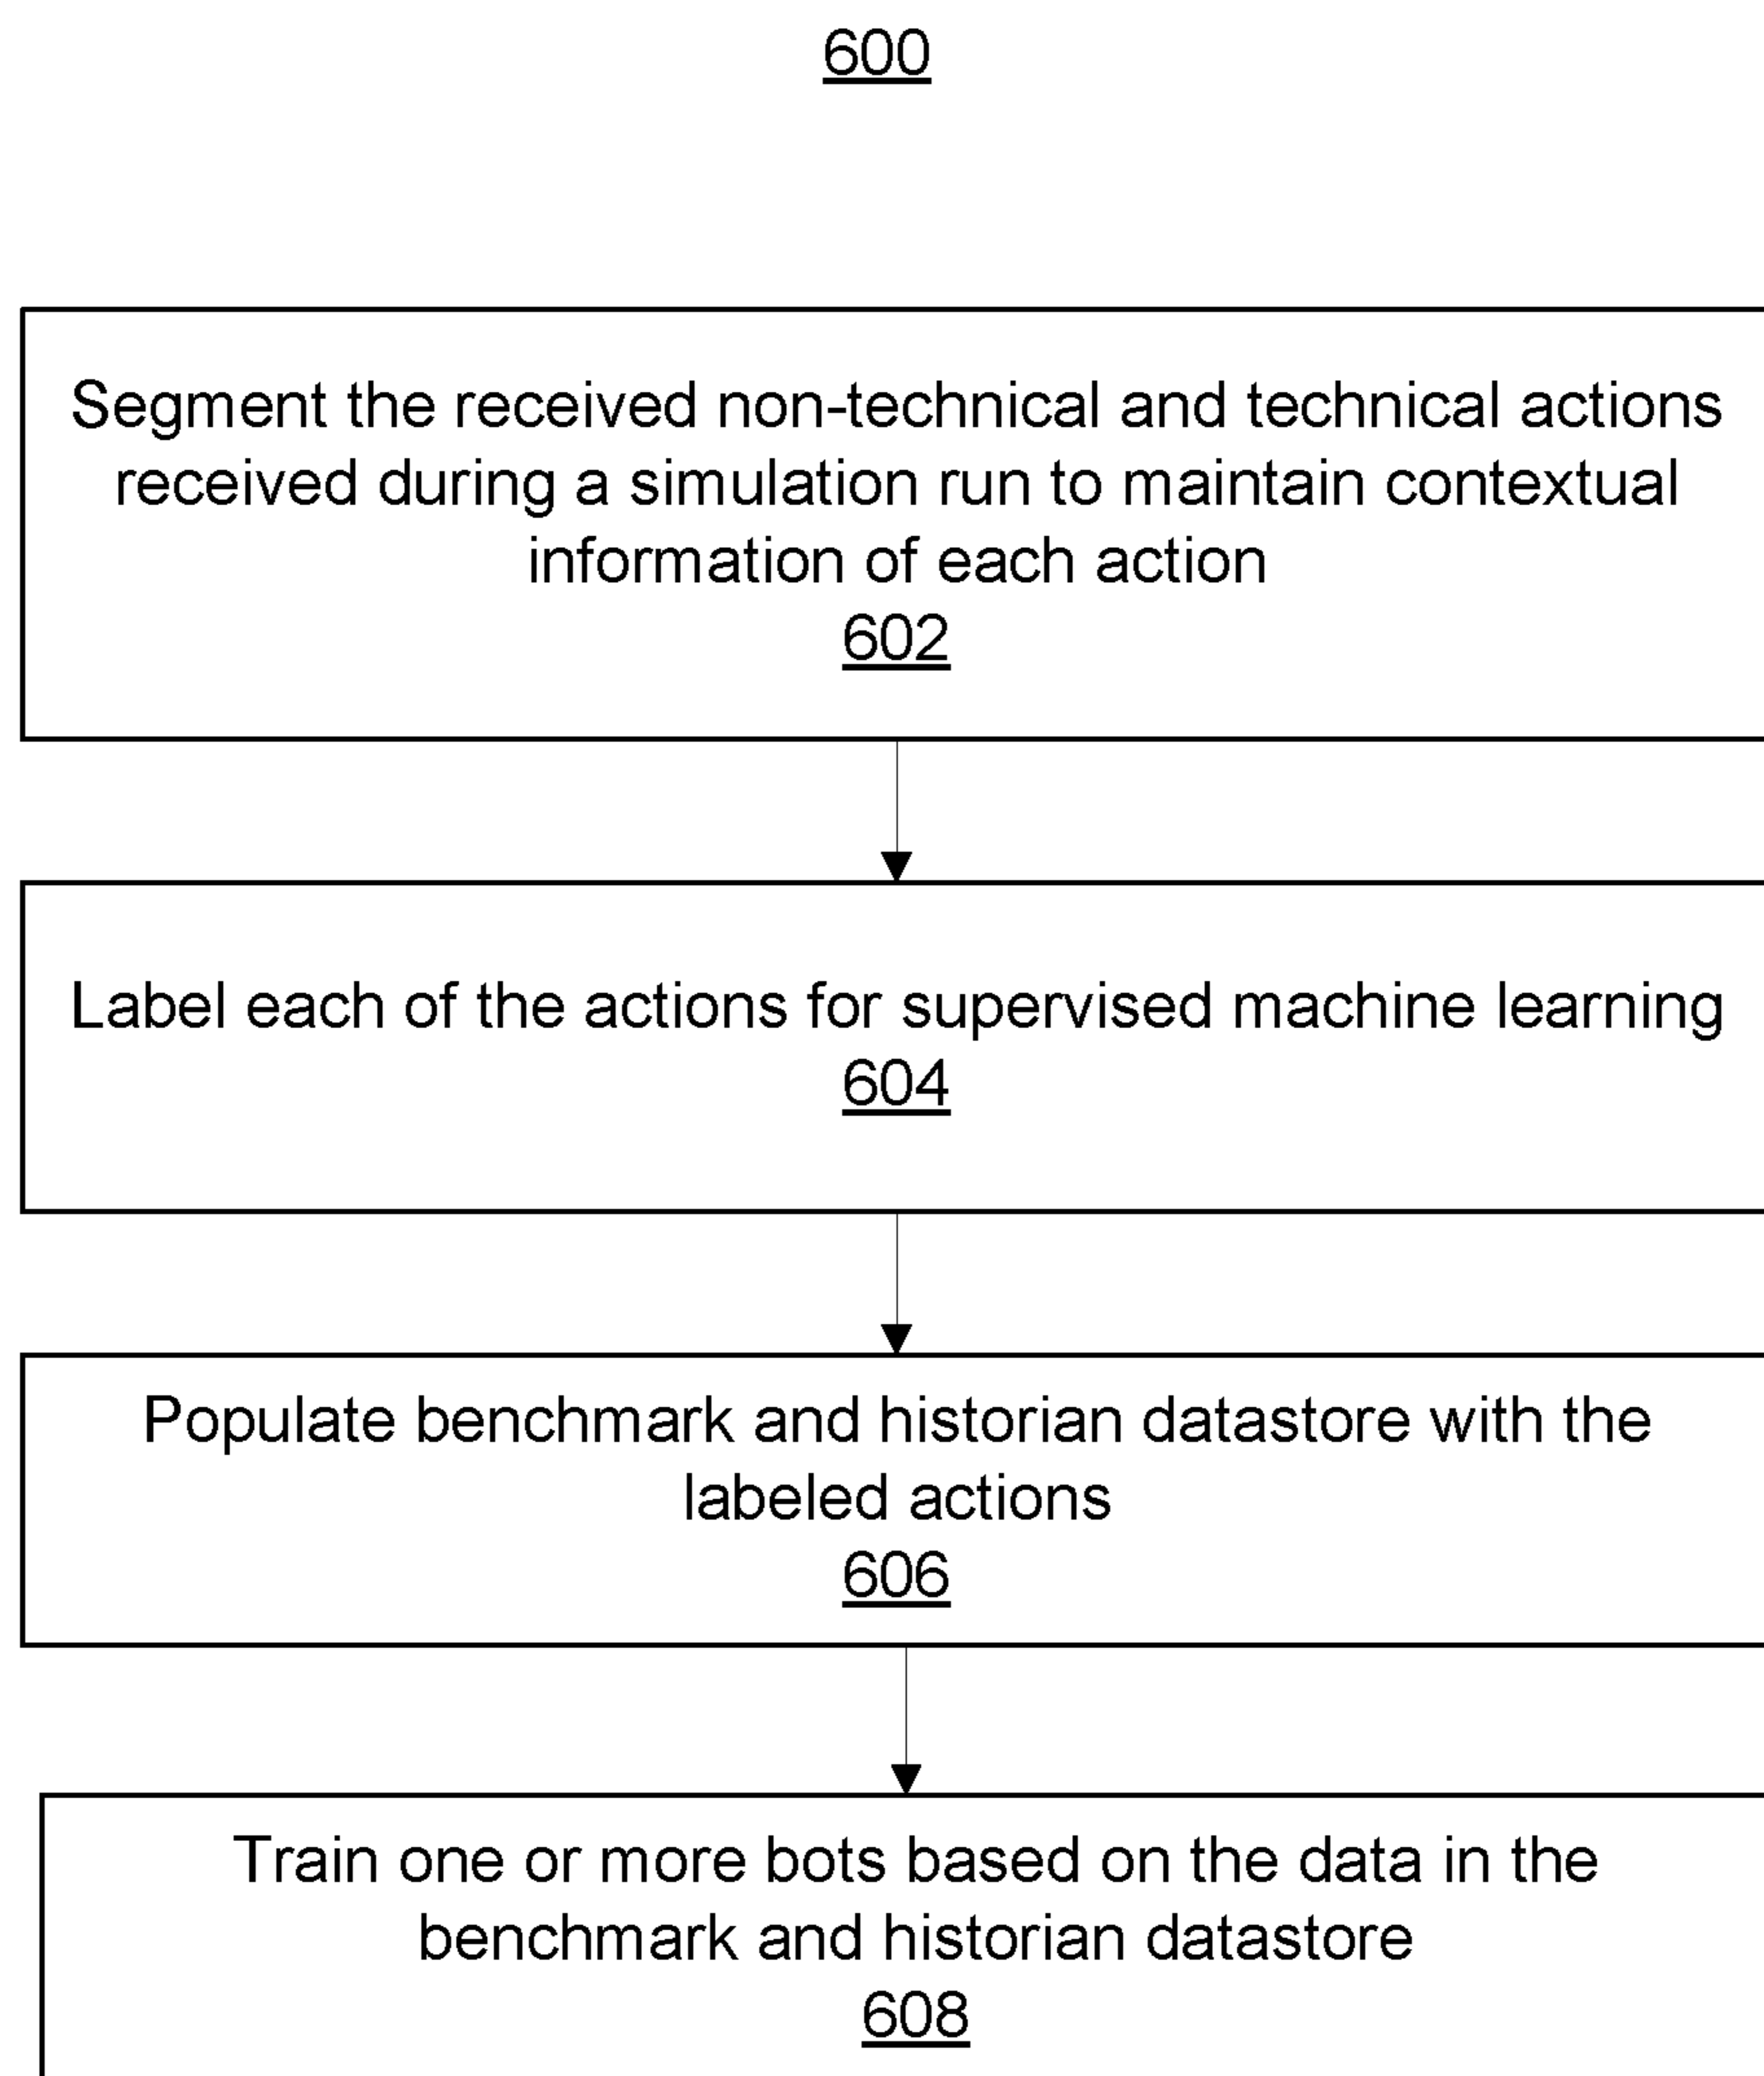 600
Segment the received non-technical and technical actions
received during a simulation run to maintain contextual
information of each action
602
Label each of the actions for supervised machine learning
604
Populate benchmark and historian datastore with the
labeled actions
606
Train one or more bots based on the data in the
benchmark and historian datastore
608